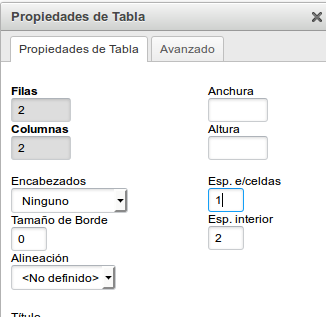 Propiedades de Tabla
Propiedades de Tabla
Avanzado
Filas
2
Columnas
2
Anchura
Altura
Encabezados
Ninguno
Tamaño de Borde
0
Alineación
<No definido>
Esp. e/celdas
1
Esp. interior
2
Título